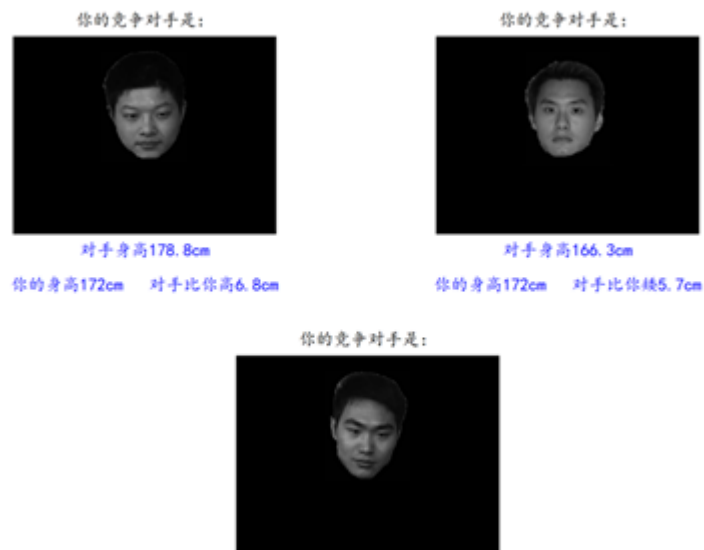 你的竞争对手是：
你的竞争对手是：
对手身高178.8cm
对手身高166.3cm
你的身高172cm 对手比你高6.8cm
你的身高172cm 对手比你矮5.7cm
你的竞争对手是：